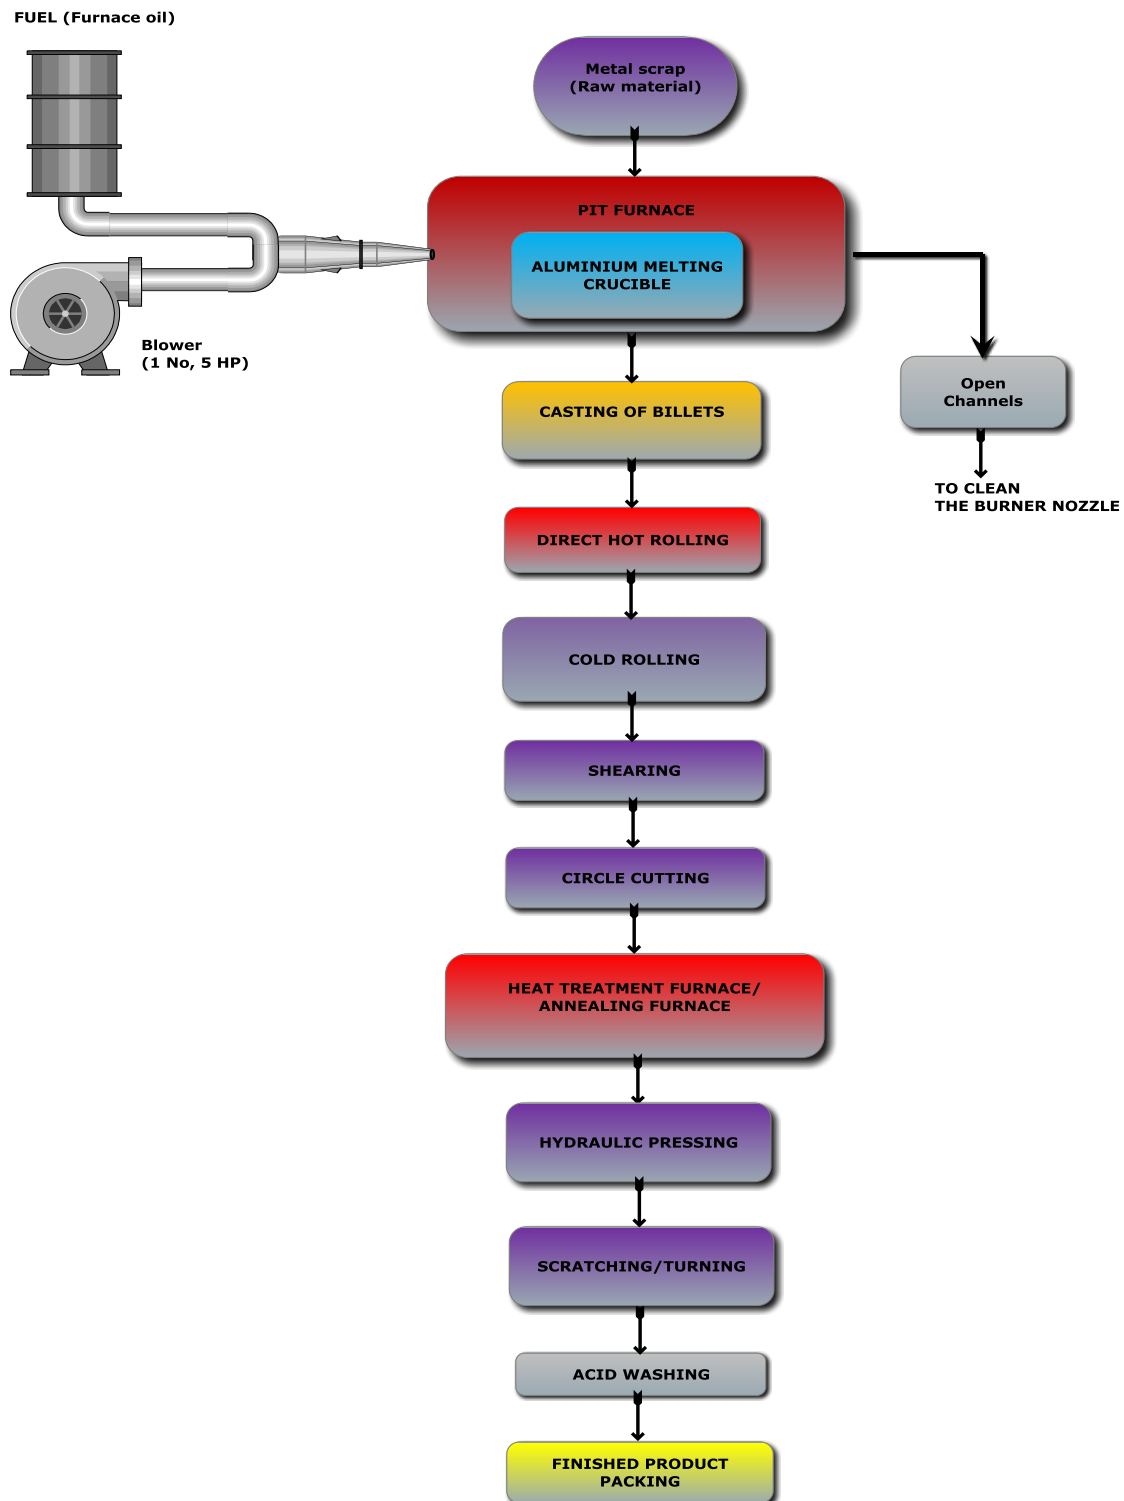 FUEL (Furnace oil)
Metal scrap
(Raw material)
PIT FURNACE
ALUMINIUM MELTING
CRUCIBLE
Blower
(1 No, 5 HP)
Open
Channels
CASTING OF BILLETS
TO CLEAN
THE BURNER NOZZLE
DIRECT HOT ROLLING
COLD ROLLING
SHEARING
CIRCLE CUTTING
HEAT TREATMENT FURNACE/
ANNEALING FURNACE
HYDRAULIC PRESSING
SCRATCHING/TURNING
ACID WASHING
FINISHED PRODUCT
PACKING